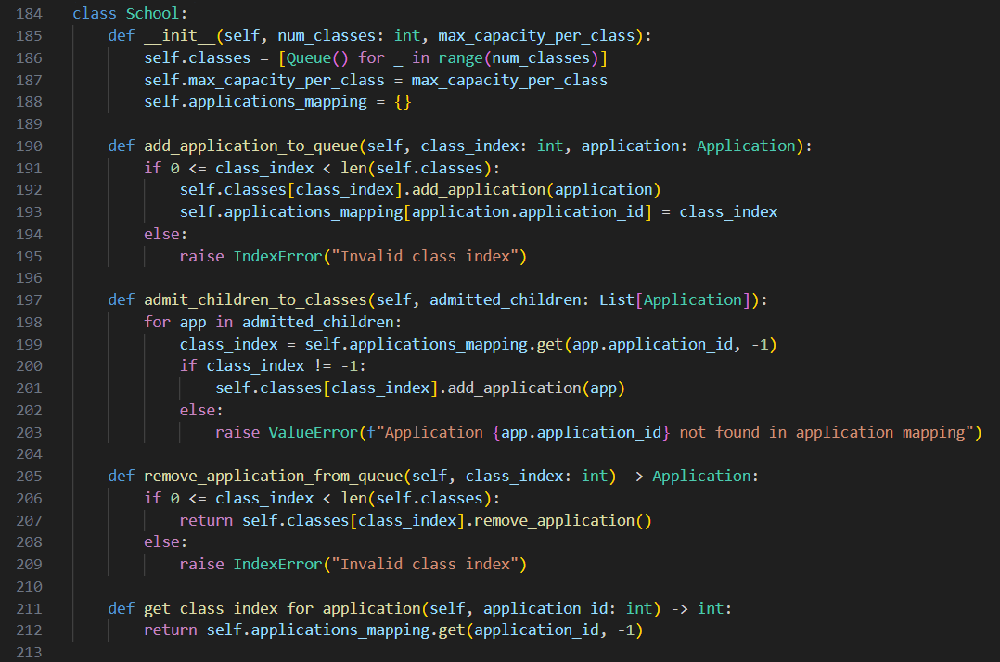 184 class School:
185     def __init__(self, num_classes: int, max_capacity_per_class):
186         self.classes = [Queue() for _ in range(num_classes)]
187         self.max_capacity_per_class = max_capacity_per_class
188         self.applications_mapping = {}
189
190     def add_application_to_queue(self, class_index: int, application: Application):
191         if 0 <= class_index < len(self.classes):
192             self.classes[class_index].add_application(application)
193             self.applications_mapping[application.application_id] = class_index
194         else:
195             raise IndexError("Invalid class index")
196
197     def admit_children_to_classes(self, admitted_children: List[Application]):
198         for app in admitted_children:
199             class_index = self.applications_mapping.get(app.application_id, -1)
200             if class_index != -1:
201                 self.classes[class_index].add_application(app)
202             else:
203                 raise ValueError(f"Application {app.application_id} not found in application mapping")
204
205     def remove_application_from_queue(self, class_index: int) -> Application:
206         if 0 <= class_index < len(self.classes):
207             return self.classes[class_index].remove_application()
208         else:
209             raise IndexError("Invalid class index")
210
211     def get_class_index_for_application(self, application_id: int) -> int:
212         return self.applications_mapping.get(application_id, -1)
213